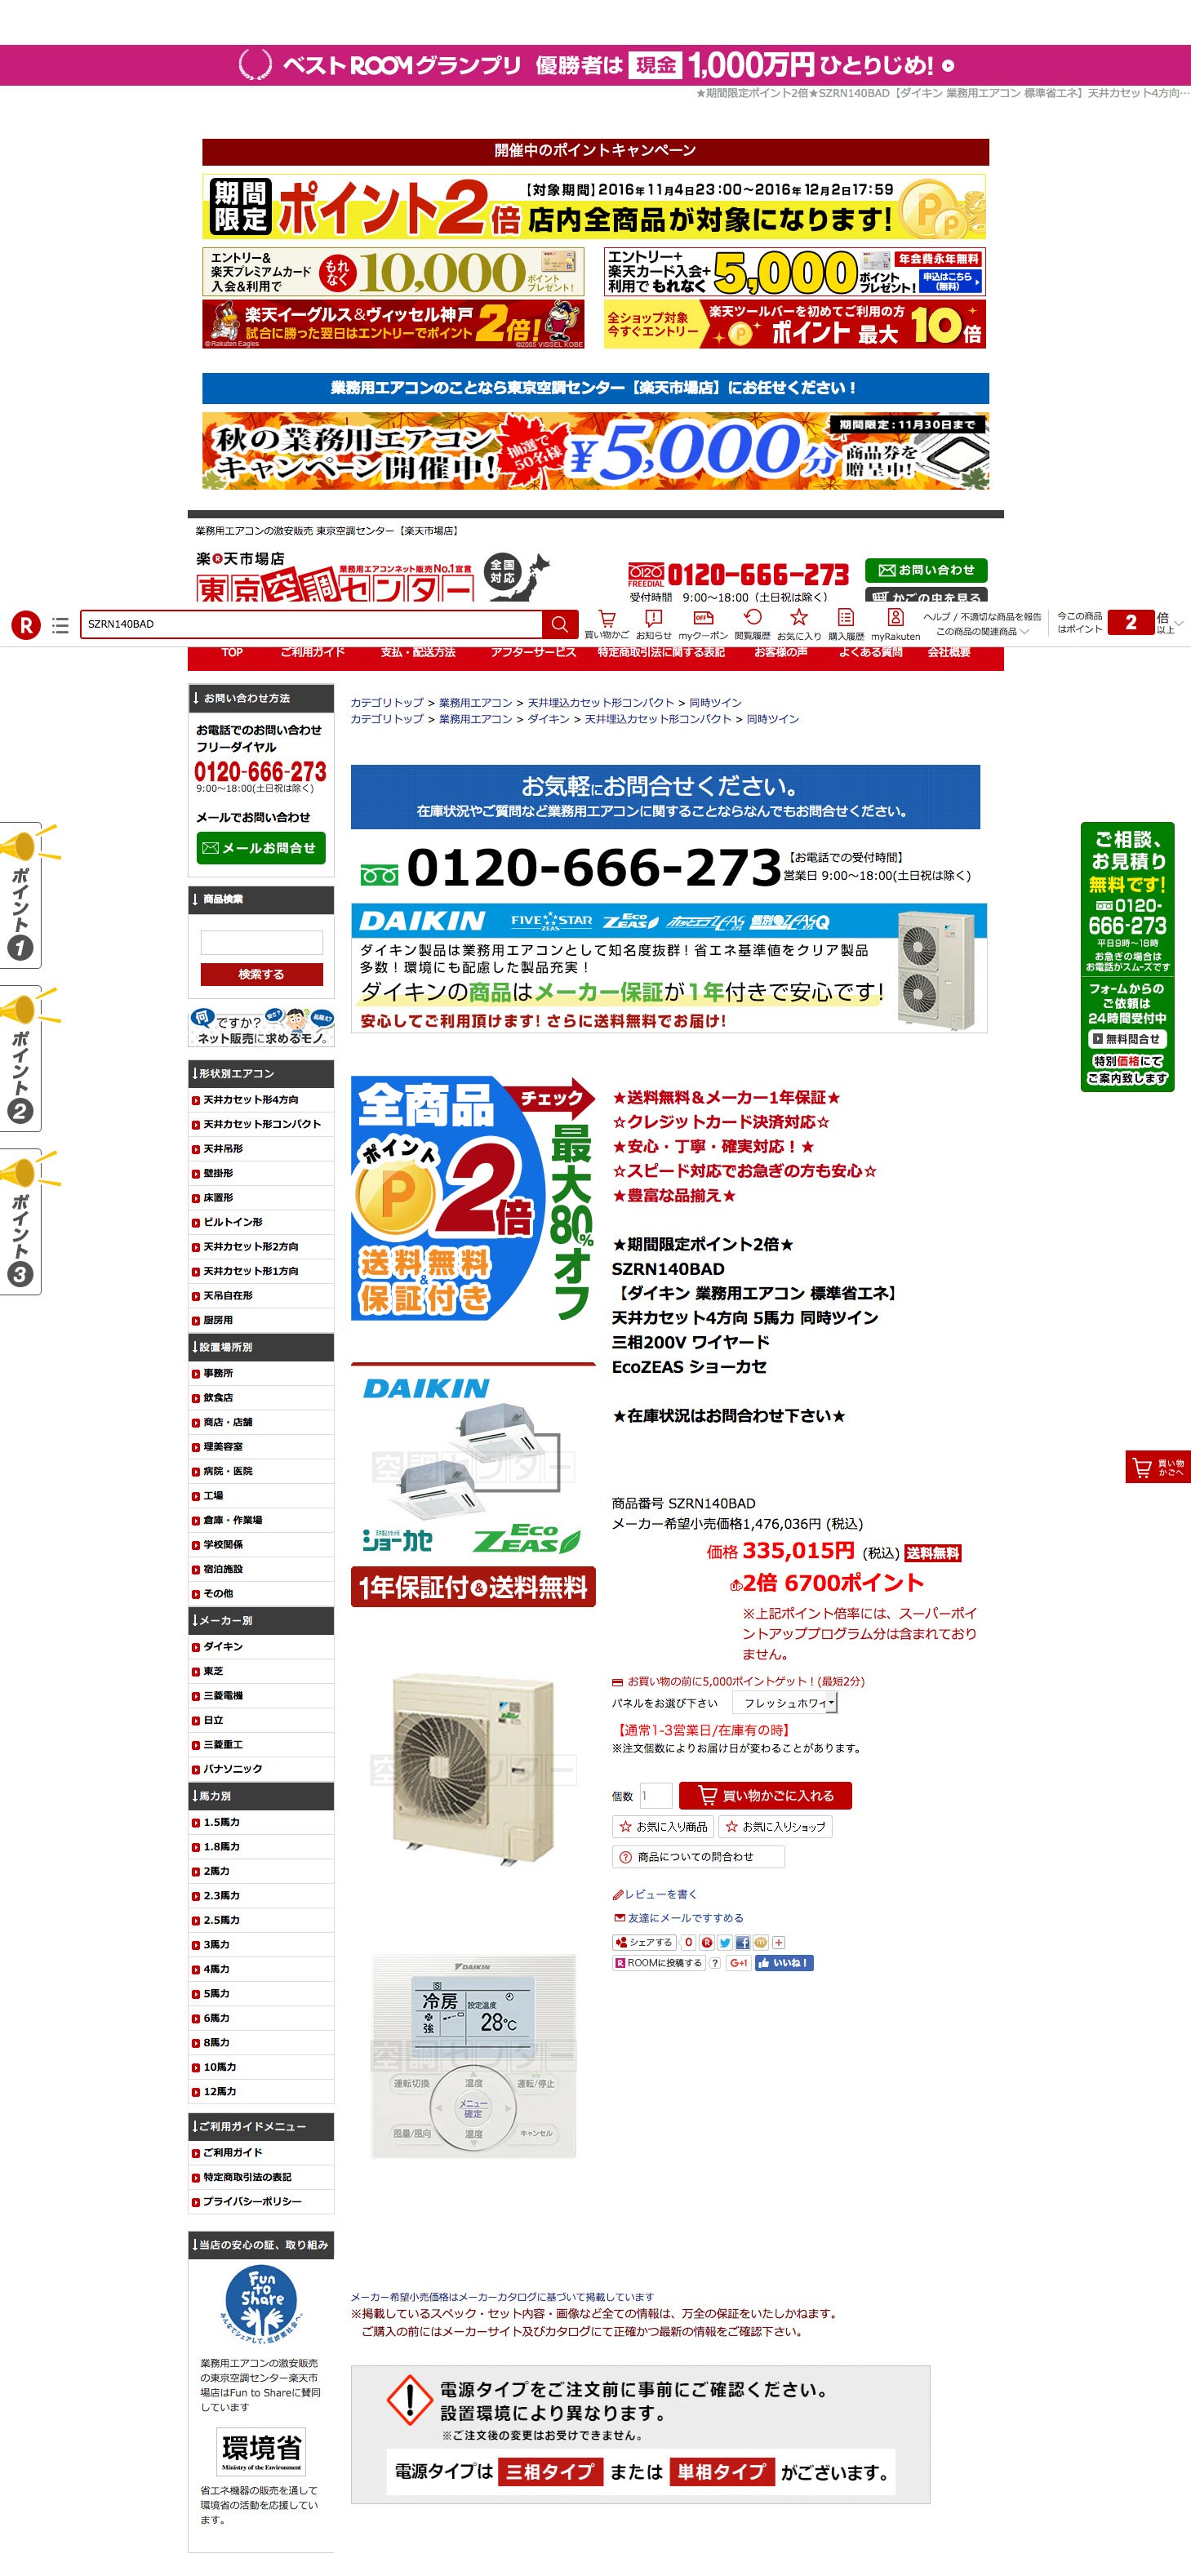 ベストROOMグランプリ 優勝者は 現金 1,000万円ひとりじめ!
★期間限定ポイント2倍★SZRN140BAD【ダイキン 業務用エアコン 標準省エネ】天井カセット4方向…
開催中のポイントキャンペーン
期間限定 ポイント2倍 【対象期間】2016年11月4日23:00〜2016年12月2日17:59
店内全商品が対象になります!
エントリー&
楽天プレミアムカード
入会&利用で もれなく 10,000 ポイントプレゼント!
エントリー+
楽天カード入会+
利用で もれなく 5,000 ポイントプレゼント! 年会費永年無料 申込はこちら(無料)
楽天イーグルス&ヴィッセル神戸
試合に勝った翌日はエントリーでポイント2倍!
©Rakuten Eagles ©2005 VISSEL KOBE
全ショップ対象
今すぐエントリー
楽天ツールバーを初めてご利用の方
ポイント 最大 10倍
業務用エアコンのことなら東京空調センター【楽天市場店】にお任せください!
秋の業務用エアコン
キャンペーン開催中!
抽選で50名様 ¥5,000分 商品券を贈呈中!
期間限定:11月30日まで
業務用エアコンの激安販売 東京空調センター【楽天市場店】
楽天市場店
業務用エアコンネット販売No.1宣言
東京空調センター
全国対応
FREEDIAL 0120-666-273
受付時間 9:00〜18:00(土日祝は除く)
お問い合わせ
かごの中を見る
R SZRN140BAD
買い物かご お知らせ myクーポン 閲覧履歴 お気に入り 購入履歴 myRakuten
ヘルプ / 不適切な商品を報告
この商品の関連商品
今この商品はポイント 2 倍以上
TOP ご利用ガイド 支払・配送方法 アフターサービス 特定商取引法に関する表記 お客様の声 よくある質問 会社概要
お問い合わせ方法
お電話でのお問い合わせ
フリーダイヤル
0120-666-273
9:00〜18:00(土日祝は除く)
メールでお問い合わせ
メールお問合せ
商品検索
検索する
何ですか?
ネット販売に求めるモノ。
↓形状別エアコン
天井カセット形4方向
天井カセット形コンパクト
天井吊形
壁掛形
床置形
ビルトイン形
天井カセット形2方向
天井カセット形1方向
天吊自在形
厨房用
↓設置場所別
事務所
飲食店
商店・店舗
理美容室
病院・医院
工場
倉庫・作業場
学校関係
宿泊施設
その他
↓メーカー別
ダイキン
東芝
三菱電機
日立
三菱重工
パナソニック
↓馬力別
1.5馬力
1.8馬力
2馬力
2.3馬力
2.5馬力
3馬力
4馬力
5馬力
6馬力
8馬力
10馬力
12馬力
↓ご利用ガイドメニュー
ご利用ガイド
特定商取引法の表記
プライバシーポリシー
↓当店の安心の証、取り組み
Fun to Share
みんなでシェアして、低炭素社会へ。
業務用エアコンの激安販売
の東京空調センター楽天市
場店はFun to Shareに賛同
しています
環境省
Ministry of the Environment
省エネ機器の販売を通して
環境省の活動を応援してい
ます。
ポイント1
ポイント2
ポイント3
カテゴリトップ > 業務用エアコン > 天井埋込カセット形コンパクト > 同時ツイン
カテゴリトップ > 業務用エアコン > ダイキン > 天井埋込カセット形コンパクト > 同時ツイン
お気軽にお問合せください。
在庫状況やご質問など業務用エアコンに関することならなんでもお問合せください。
0120-666-273
【お電話での受付時間】
営業日 9:00〜18:00(土日祝は除く)
DAIKIN FIVE STAR ZEAS Eco ZEAS
ダイキン製品は業務用エアコンとして知名度抜群!省エネ基準値をクリア製品
多数!環境にも配慮した製品充実!
ダイキンの商品はメーカー保証が1年付きで安心です!
安心してご利用頂けます! さらに送料無料でお届け!
全商品
ポイント
P 2倍
送料無料
&
保証付き
チェック
最大80%オフ
DAIKIN
空調センター
ショーカセ
Eco ZEAS
1年保証付&送料無料
空調センター
DAIKIN
冷房 設定温度
強 28℃
空調センター
運転切換 温度 運転/停止
メニュー
確定
風量/風向 温度 キャンセル
★送料無料&メーカー1年保証★
☆クレジットカード決済対応☆
★安心・丁寧・確実対応!★
☆スピード対応でお急ぎの方も安心☆
★豊富な品揃え★
★期間限定ポイント2倍★
SZRN140BAD
【ダイキン 業務用エアコン 標準省エネ】
天井カセット4方向 5馬力 同時ツイン
三相200V ワイヤード
EcoZEAS ショーカセ
★在庫状況はお問合わせ下さい★
商品番号 SZRN140BAD
メーカー希望小売価格1,476,036円 (税込)
価格 335,015円 (税込) 送料無料
UP 2倍 6700ポイント
※上記ポイント倍率には、スーパーポイ
ントアッププログラム分は含まれており
ません。
お買い物の前に5,000ポイントゲット!(最短2分)
パネルをお選び下さい フレッシュホワイ
【通常1-3営業日/在庫有の時】
※注文個数によりお届け日が変わることがあります。
個数 1 買い物かごに入れる
お気に入り商品 お気に入りショップ
商品についての問合わせ
レビューを書く
友達にメールですすめる
シェアする 0
ROOMに投稿する ? G+1 いいね!
ご相談、
お見積り
無料です!
0120-
666-273
平日9時〜18時
お急ぎの場合は
お電話がスムーズです
フォームからの
ご依頼は
24時間受付中
無料問合せ
特別価格にて
ご案内致します
買い物かごへ
メーカー希望小売価格はメーカーカタログに基づいて掲載しています
※掲載しているスペック・セット内容・画像など全ての情報は、万全の保証をいたしかねます。
ご購入の前にはメーカーサイト及びカタログにて正確かつ最新の情報をご確認下さい。
電源タイプをご注文前に事前にご確認ください。
設置環境により異なります。
※ご注文後の変更はお受けできません。
電源タイプは 三相タイプ または 単相タイプ がございます。